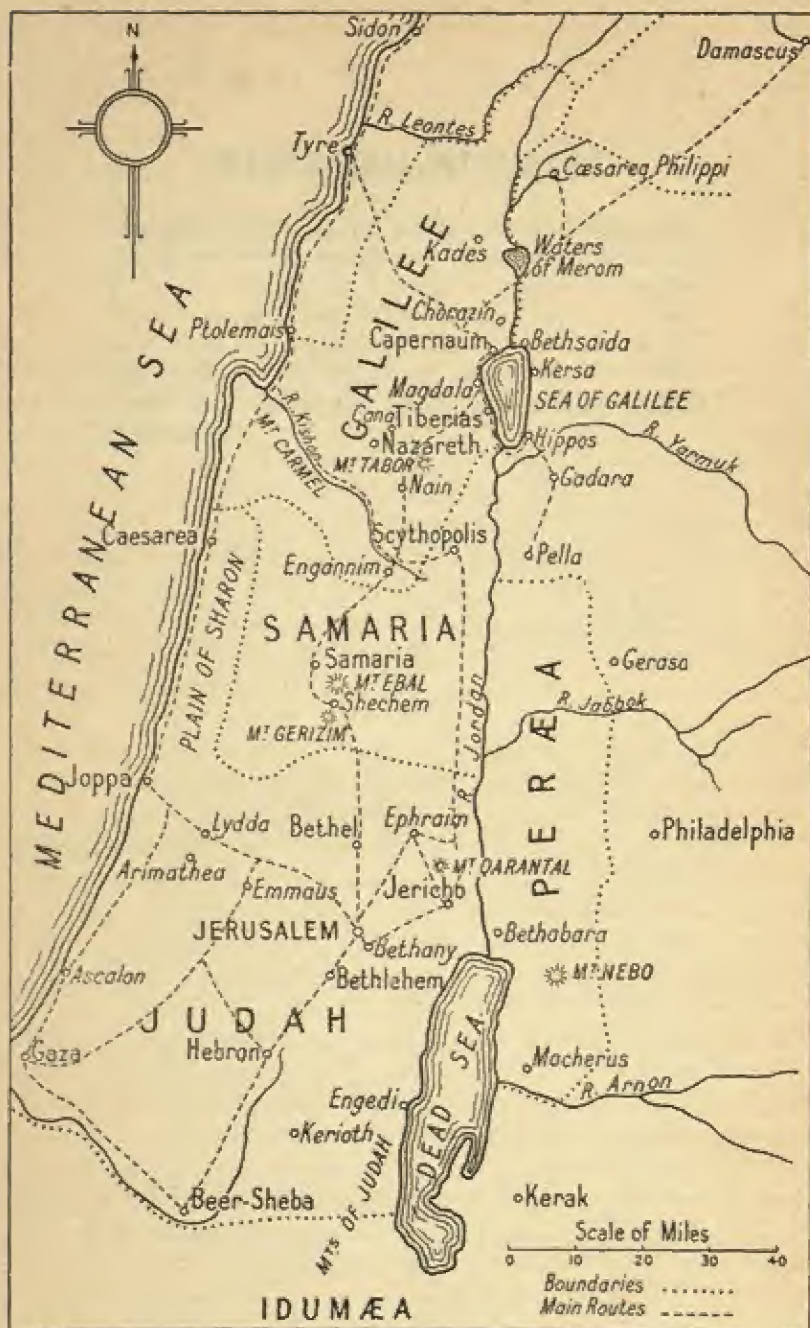 N
Sidon
Damascus
R. Leontes
Tyre
Cæsarea Philippi
GALILEE
Kades
Waters
of Merom
MEDITERRANEAN SEA
Ptolemais
Chorazin
Capernaum
Bethsaida
Kersa
Magdala
SEA OF GALILEE
Cana
Tiberias
R. Kishon
Nazareth
Hippos
R. Yarmuk
MT. CARMEL
MT. TABOR
Nain
Gadara
Caesarea
Scythopolis
Pella
Engannim
PLAIN OF SHARON
SAMARIA
Samaria
Gerasa
MT. EBAL
Shechem
R. Jordan
PERÆA
R. Jabbok
MT. GERIZIM
Joppa
Lydda
Bethel
Ephraim
Philadelphia
Arimathea
MT. QARANTAL
Emmaus
Jericho
JERUSALEM
Bethabara
Bethany
Ascalon
Bethlehem
MT. NEBO
JUDAH
Gaza
Hebron
DEAD SEA
Macherus
R. Arnon
Engedi
Kerioth
MTS OF JUDAH
Beer-Sheba
Kerak
Scale of Miles
0 10 20 30 40
Boundaries
Main Routes
IDUMÆA